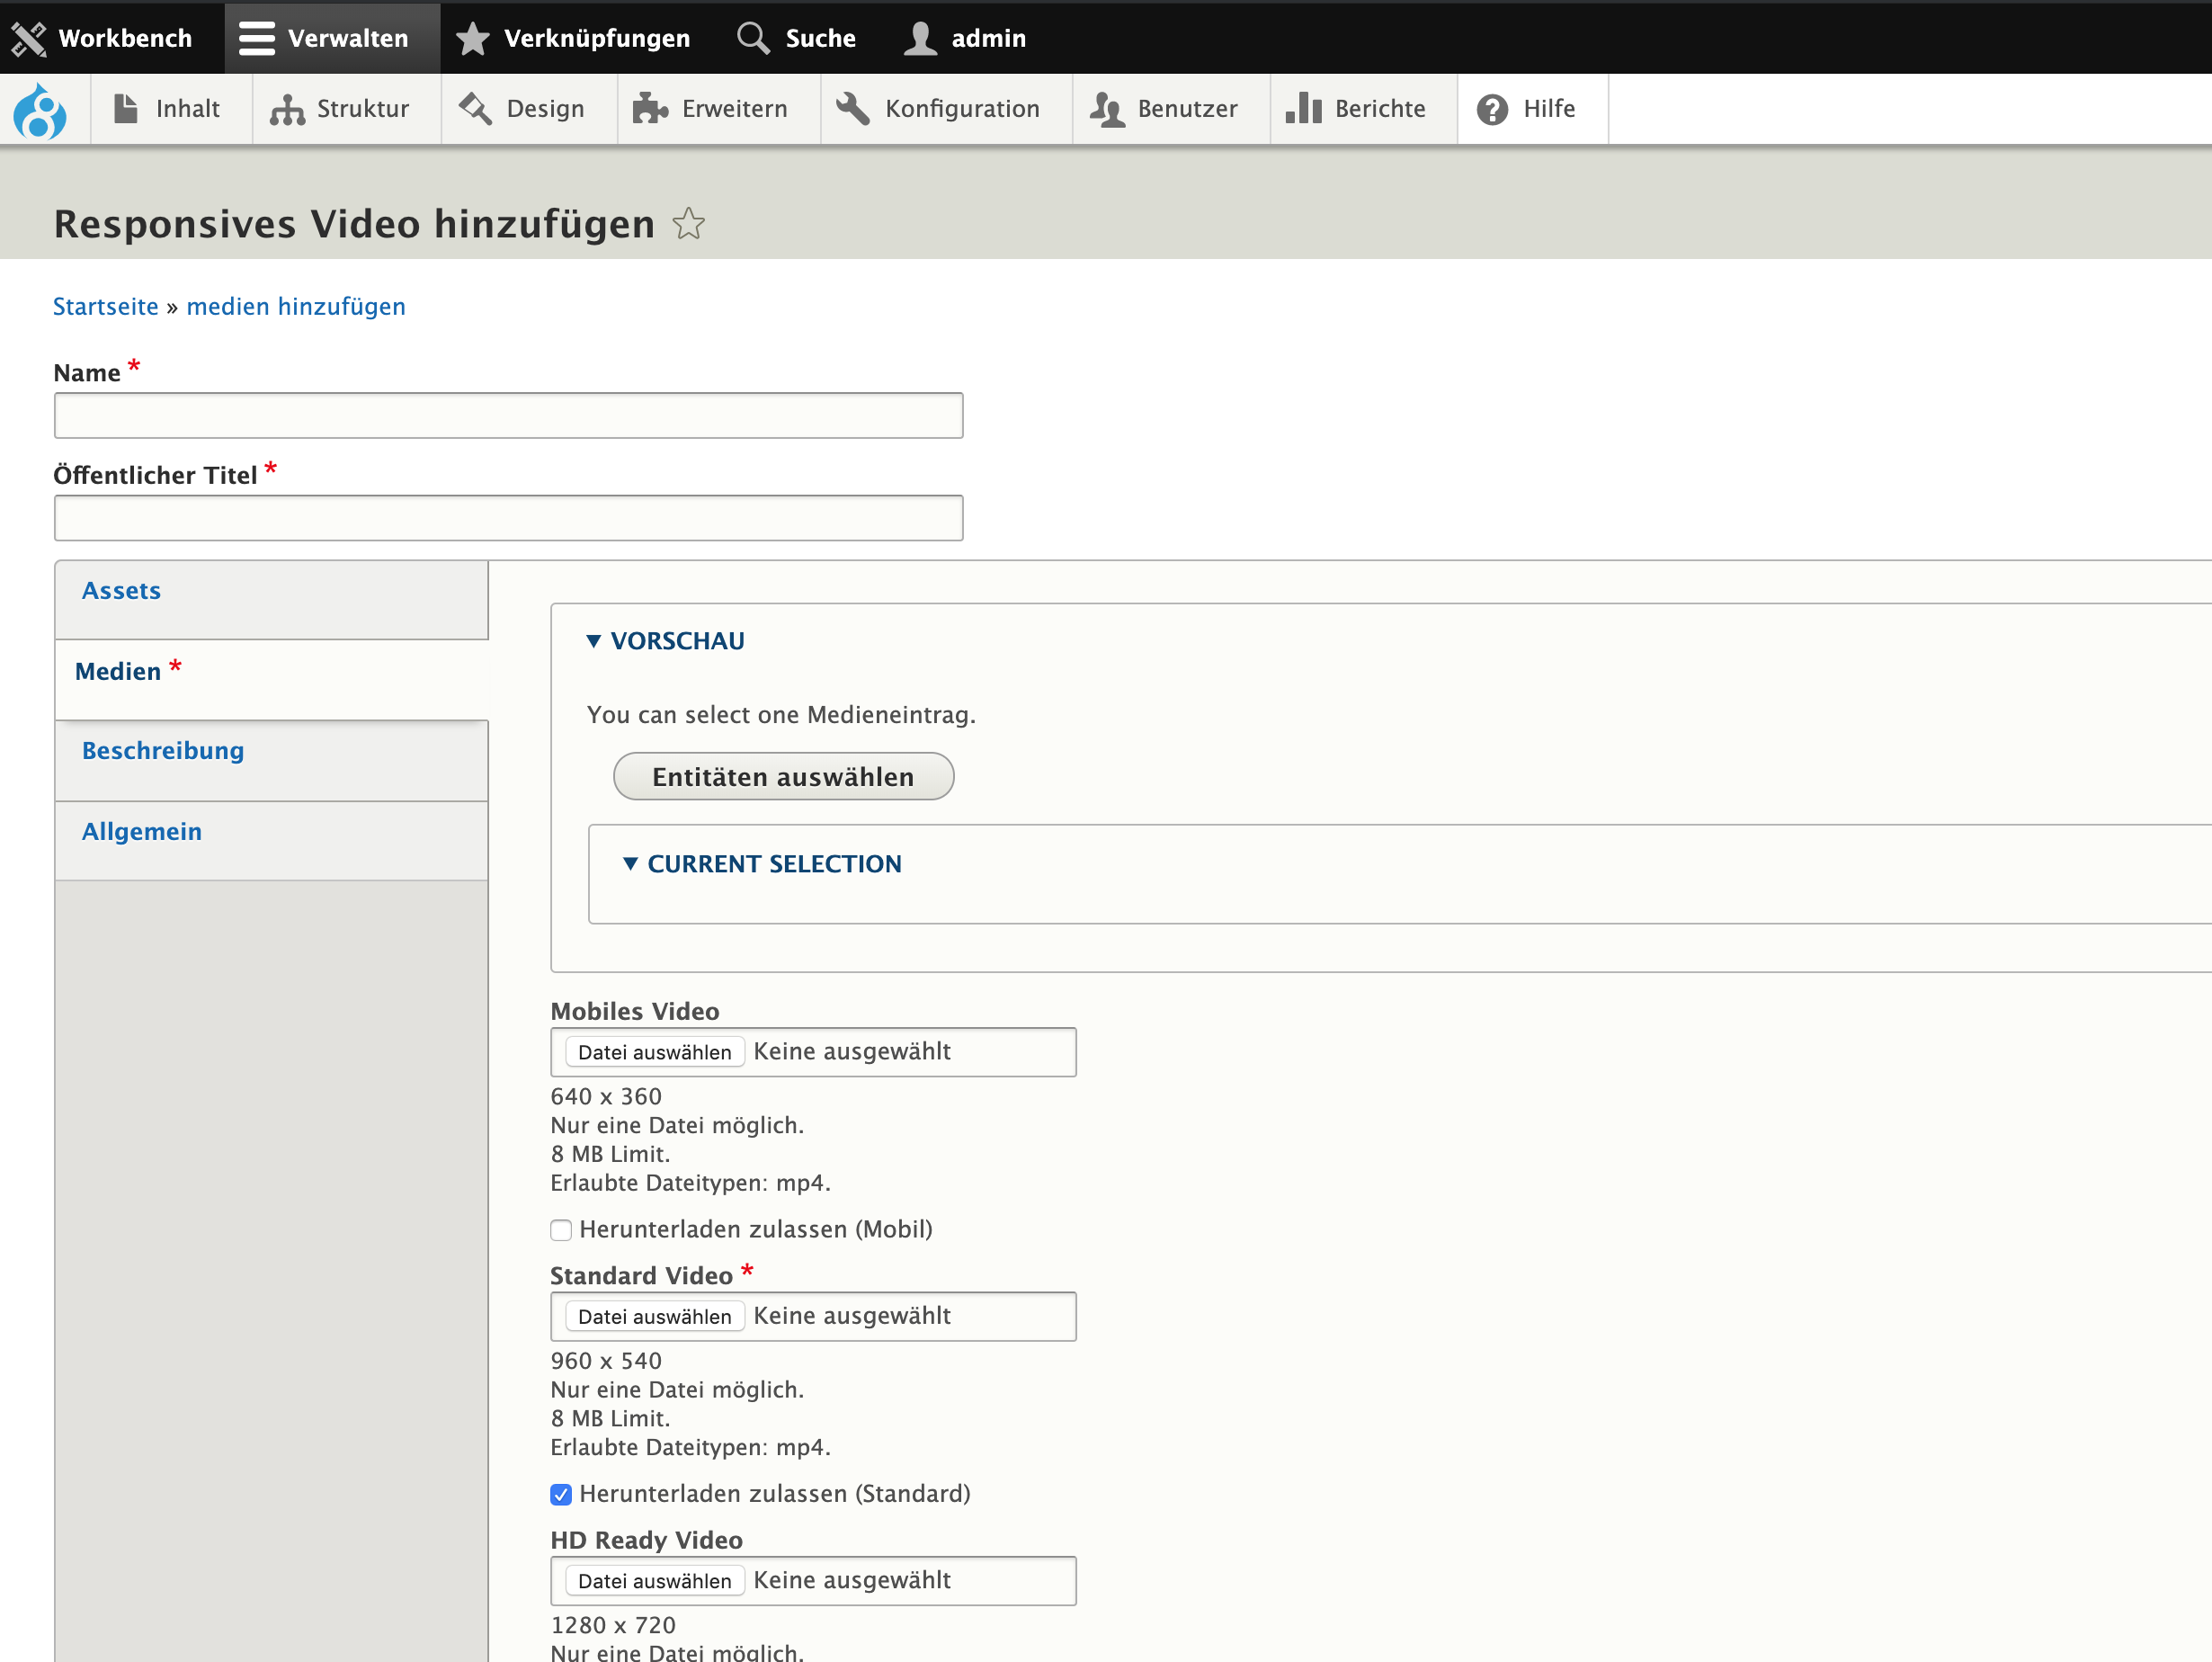 Workbench Verwalten Verknüpfungen Suche admin
Inhalt Struktur Design Erweitern Konfiguration Benutzer Berichte Hilfe
Responsives Video hinzufügen
Startseite » medien hinzufügen
Name *
Öffentlicher Titel *
Assets
Medien *
Beschreibung
Allgemein
▼ VORSCHAU
You can select one Medieneintrag.
Entitäten auswählen
▼ CURRENT SELECTION
Mobiles Video
Datei auswählen Keine ausgewählt
640 x 360
Nur eine Datei möglich.
8 MB Limit.
Erlaubte Dateitypen: mp4.
Herunterladen zulassen (Mobil)
Standard Video *
Datei auswählen Keine ausgewählt
960 x 540
Nur eine Datei möglich.
8 MB Limit.
Erlaubte Dateitypen: mp4.
Herunterladen zulassen (Standard)
HD Ready Video
Datei auswählen Keine ausgewählt
1280 x 720
Nur eine Datei möglich.